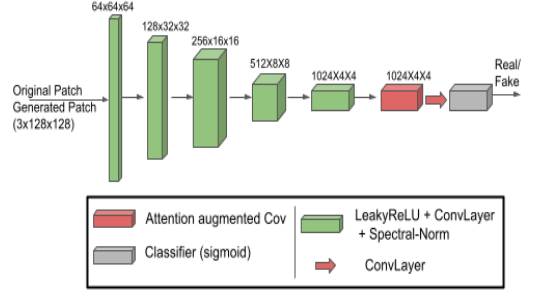 64x64x64
128x32x32
256x16x16
512X8X8
1024X4X4
1024X4X4
Real/
Fake
Original Patch
Generated Patch
(3x128x128)
Attention augmented Cov
Classifier (sigmoid)
LeakyReLU + ConvLayer
+ Spectral-Norm
ConvLayer